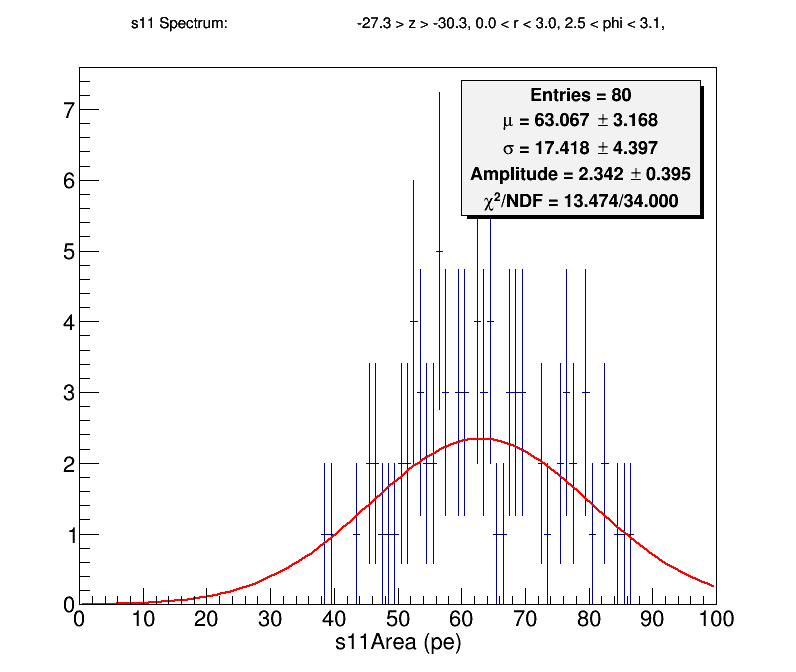 s11 Spectrum: -27.3 > z > -30.3, 0.0 < r < 3.0, 2.5 < phi < 3.1,
Entries = 80
μ = 63.067 ± 3.168
σ = 17.418 ± 4.397
Amplitude = 2.342 ± 0.395
χ²/NDF = 13.474/34.000
7
6
5
4
3
2
1
0
0 10 20 30 40 50 60 70 80 90 100
s11Area (pe)